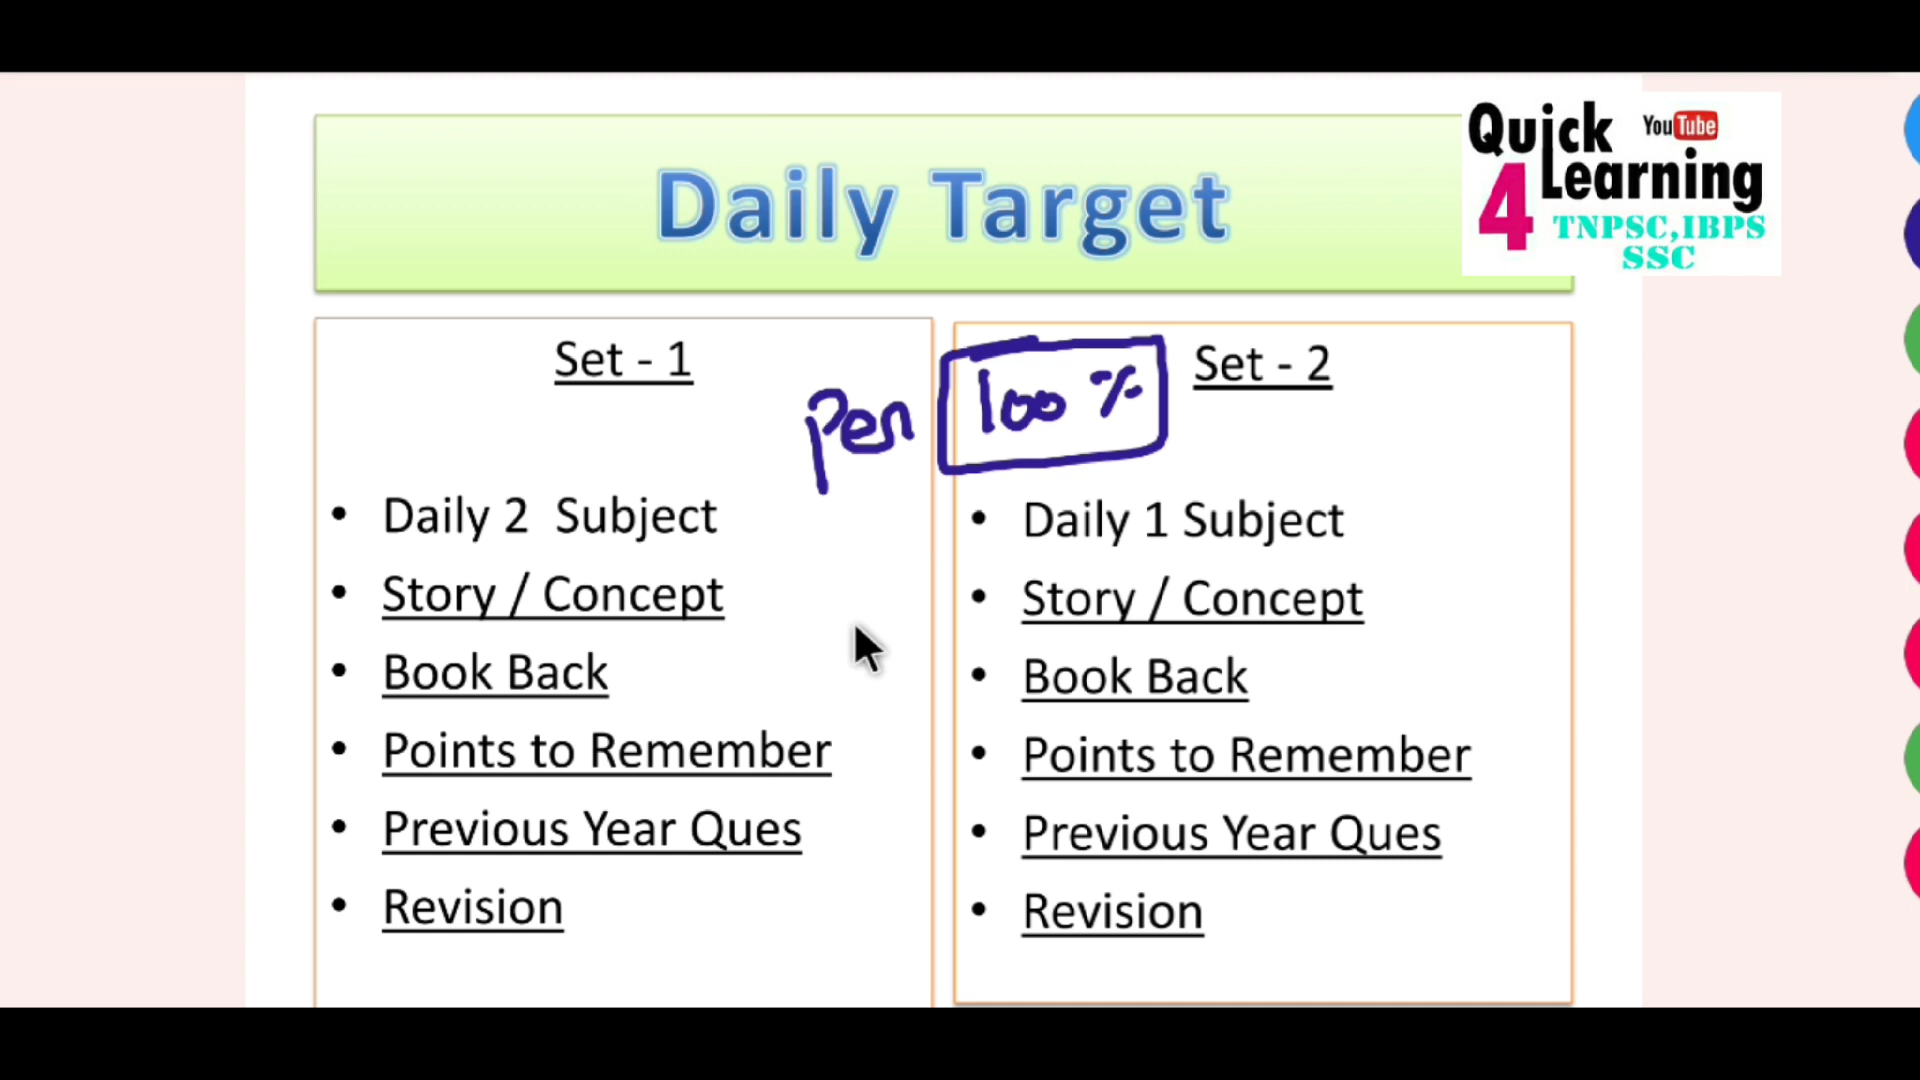 Daily Target
Quick
YouTube
4 Learning
TNPSC,IBPS
SSC
Set - 1
pen
100 %
Set - 2
• Daily 2 Subject
• Story / Concept
• Book Back
• Points to Remember
• Previous Year Ques
• Revision
• Daily 1 Subject
• Story / Concept
• Book Back
• Points to Remember
• Previous Year Ques
• Revision